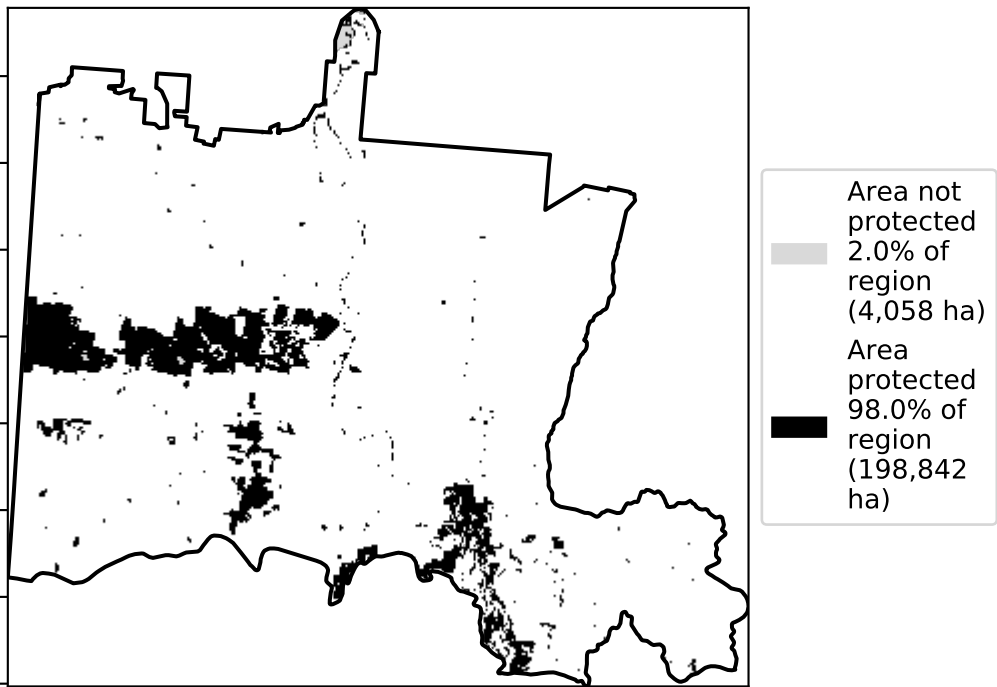 Area not
protected
2.0% of
region
(4,058 ha)
Area
protected
98.0% of
region
(198,842
ha)